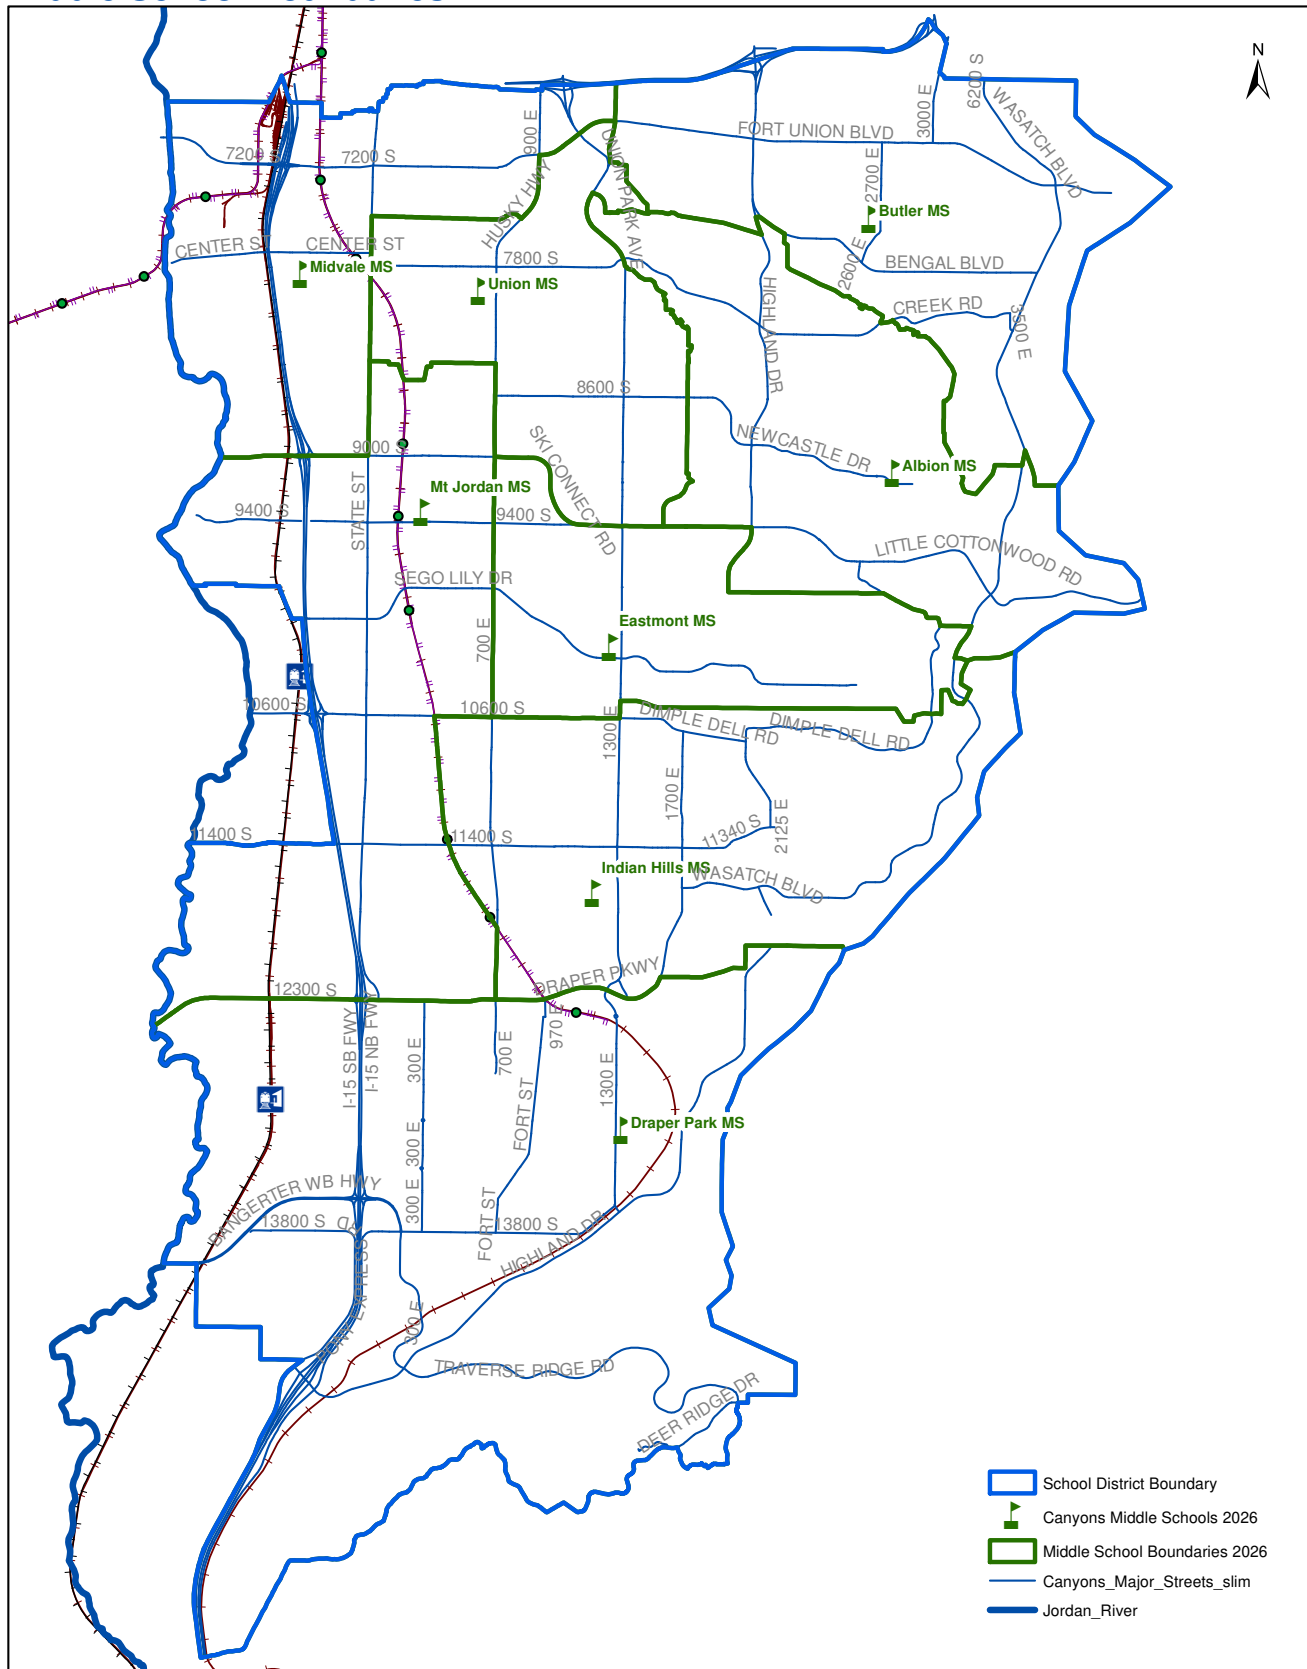 N
6200 S
WASATCH BLVD
3000 E
FORT UNION BLVD
900 E
UNION PARK AVE
7200 S
7200 S
2700 E
HUSKY HWY
Butler MS
CENTER ST
CENTER ST
7800 S
2600 E
BENGAL BLVD
Midvale MS
Union MS
HIGHLAND DR
CREEK RD
3500 E
8600 S
SKI CONNECT RD
NEWCASTLE DR
9000 S
Albion MS
STATE ST
Mt Jordan MS
9400 S
9400 S
LITTLE COTTONWOOD RD
SEGO LILY DR
700 E
Eastmont MS
10600 S
10600 S
1300 E
DIMPLE DELL RD
DIMPLE DELL RD
1700 E
2125 E
11400 S
11400 S
11340 S
Indian Hills MS
WASATCH BLVD
DRAPER PKWY
12300 S
I-15 SB FWY
I-15 NB FWY
300 E
700 E
970 E
FORT ST
1300 E
Draper Park MS
300 E
300 E
BANGERTER WB HWY
13800 S
RD
FORT ST
13800 S
HIGHLAND DR
PONY EXPRESS
300 E
TRAVERSE RIDGE RD
DEER RIDGE DR
School District Boundary
Canyons Middle Schools 2026
Middle School Boundaries 2026
Canyons_Major_Streets_slim
Jordan_River